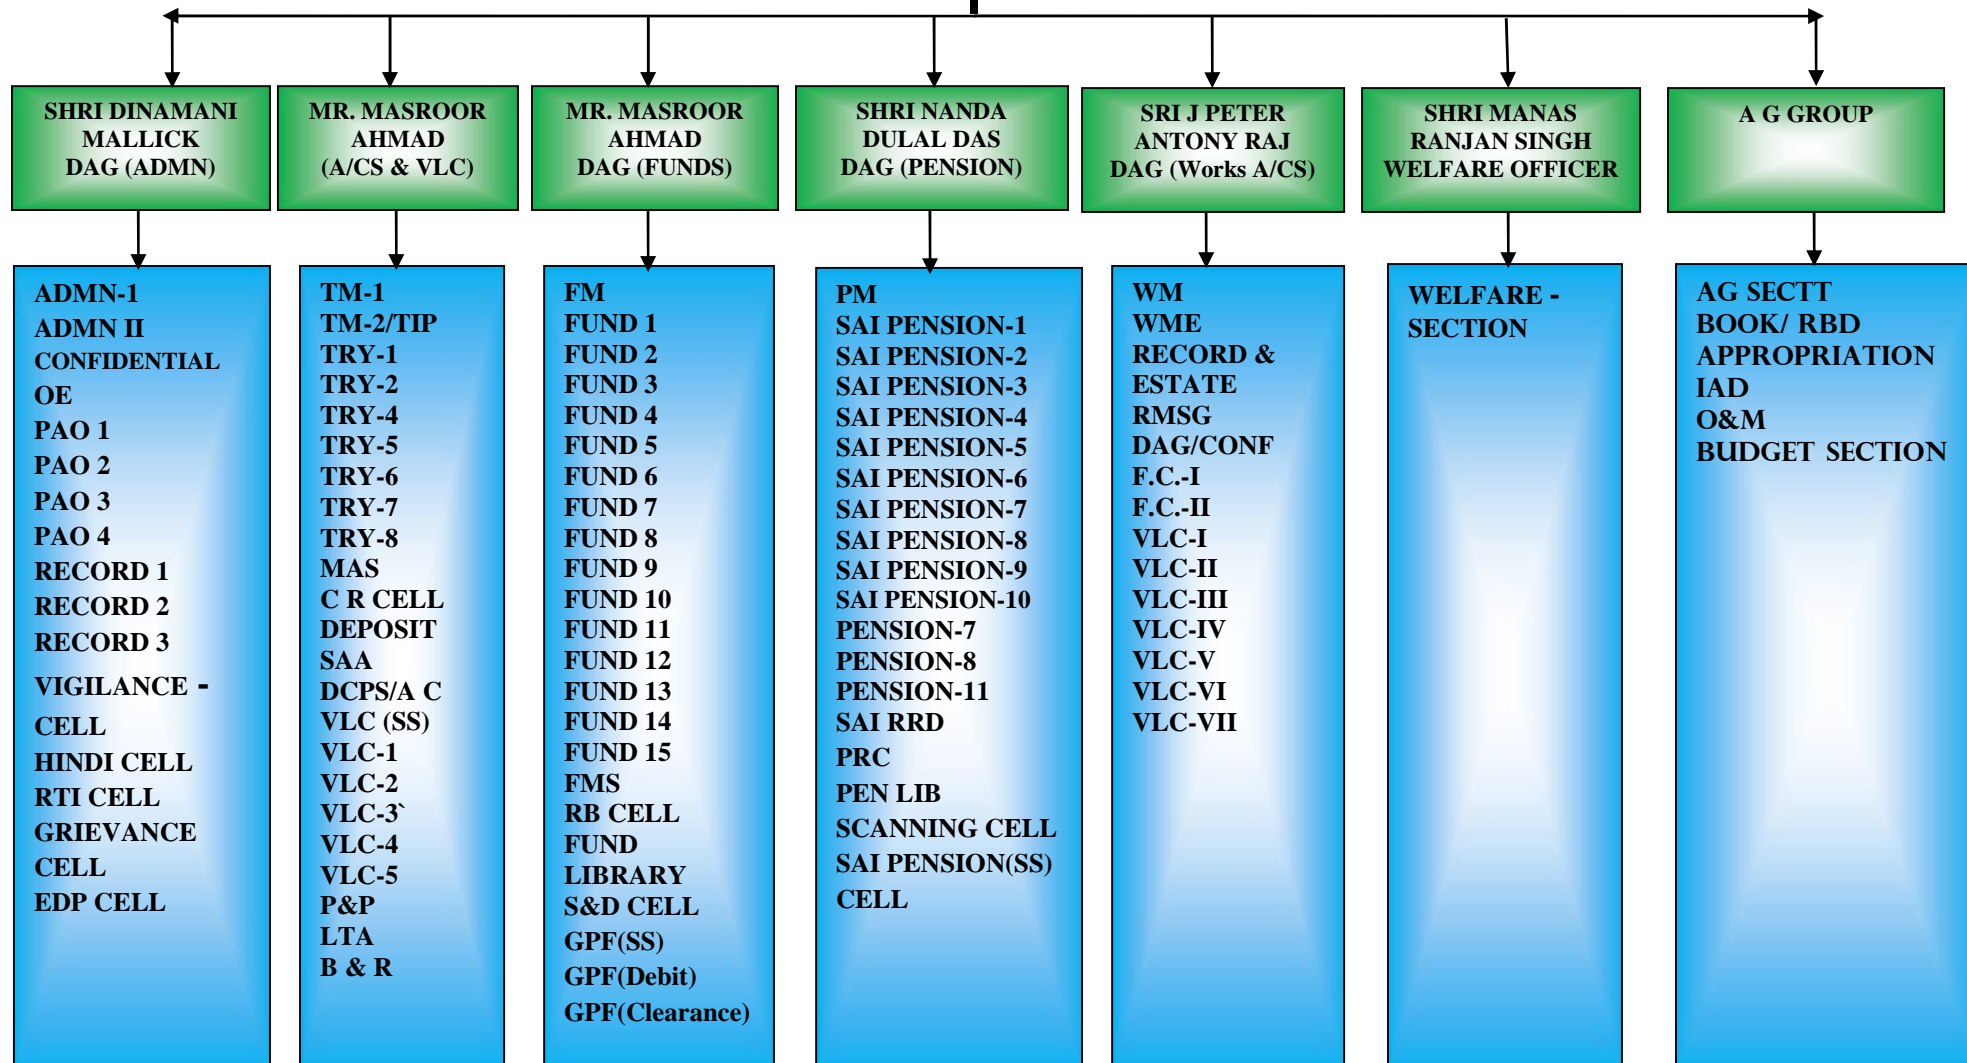 SHRI DINAMANI
MALLICK
DAG (ADMN)
MR. MASROOR
AHMAD
(A/CS & VLC)
MR. MASROOR
AHMAD
DAG (FUNDS)
SHRI NANDA
DULAL DAS
DAG (PENSION)
SRI J PETER
ANTONY RAJ
DAG (Works A/CS)
SHRI MANAS
RANJAN SINGH
WELFARE OFFICER
A G GROUP
ADMN-1
ADMN II
CONFIDENTIAL
OE
PAO 1
PAO 2
PAO 3
PAO 4
RECORD 1
RECORD 2
RECORD 3
VIGILANCE -
CELL
HINDI CELL
RTI CELL
GRIEVANCE
CELL
EDP CELL
TM-1
TM-2/TIP
TRY-1
TRY-2
TRY-4
TRY-5
TRY-6
TRY-7
TRY-8
MAS
C R CELL
DEPOSIT
SAA
DCPS/A C
VLC (SS)
VLC-1
VLC-2
VLC-3`
VLC-4
VLC-5
P&P
LTA
B & R
FM
FUND 1
FUND 2
FUND 3
FUND 4
FUND 5
FUND 6
FUND 7
FUND 8
FUND 9
FUND 10
FUND 11
FUND 12
FUND 13
FUND 14
FUND 15
FMS
RB CELL
FUND
LIBRARY
S&D CELL
GPF(SS)
GPF(Debit)
GPF(Clearance)
PM
SAI PENSION-1
SAI PENSION-2
SAI PENSION-3
SAI PENSION-4
SAI PENSION-5
SAI PENSION-6
SAI PENSION-7
SAI PENSION-8
SAI PENSION-9
SAI PENSION-10
PENSION-7
PENSION-8
PENSION-11
SAI RRD
PRC
PEN LIB
SCANNING CELL
SAI PENSION(SS)
CELL
WM
WME
RECORD &
ESTATE
RMSG
DAG/CONF
F.C.-I
F.C.-II
VLC-I
VLC-II
VLC-III
VLC-IV
VLC-V
VLC-VI
VLC-VII
WELFARE -
SECTION
AG SECTT
BOOK/ RBD
APPROPRIATION
IAD
O&M
BUDGET SECTION